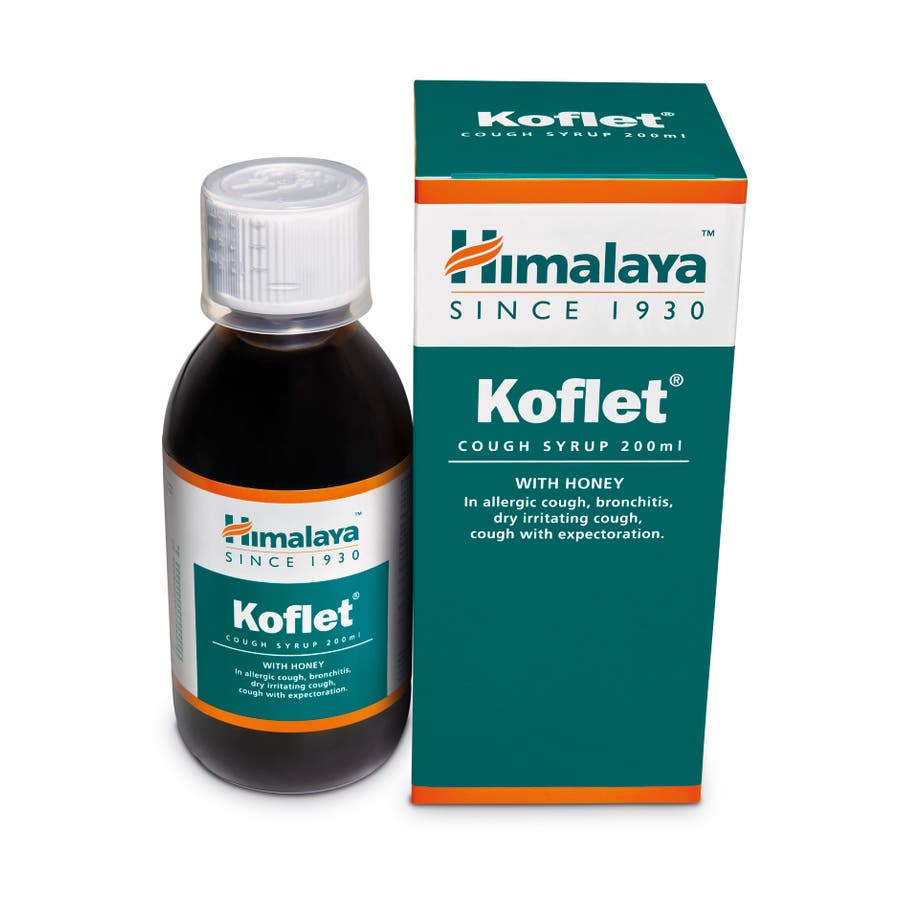 Koflet®
COUGH SYRUP 200ml
Himalaya™
SINCE 1930
Koflet®
COUGH SYRUP 200ml
WITH HONEY
In allergic cough, bronchitis,
dry irritating cough,
cough with expectoration.
Himalaya™
SINCE 1930
Koflet®
COUGH SYRUP 200ml
WITH HONEY
In allergic cough, bronchitis,
dry irritating cough,
cough with expectoration.